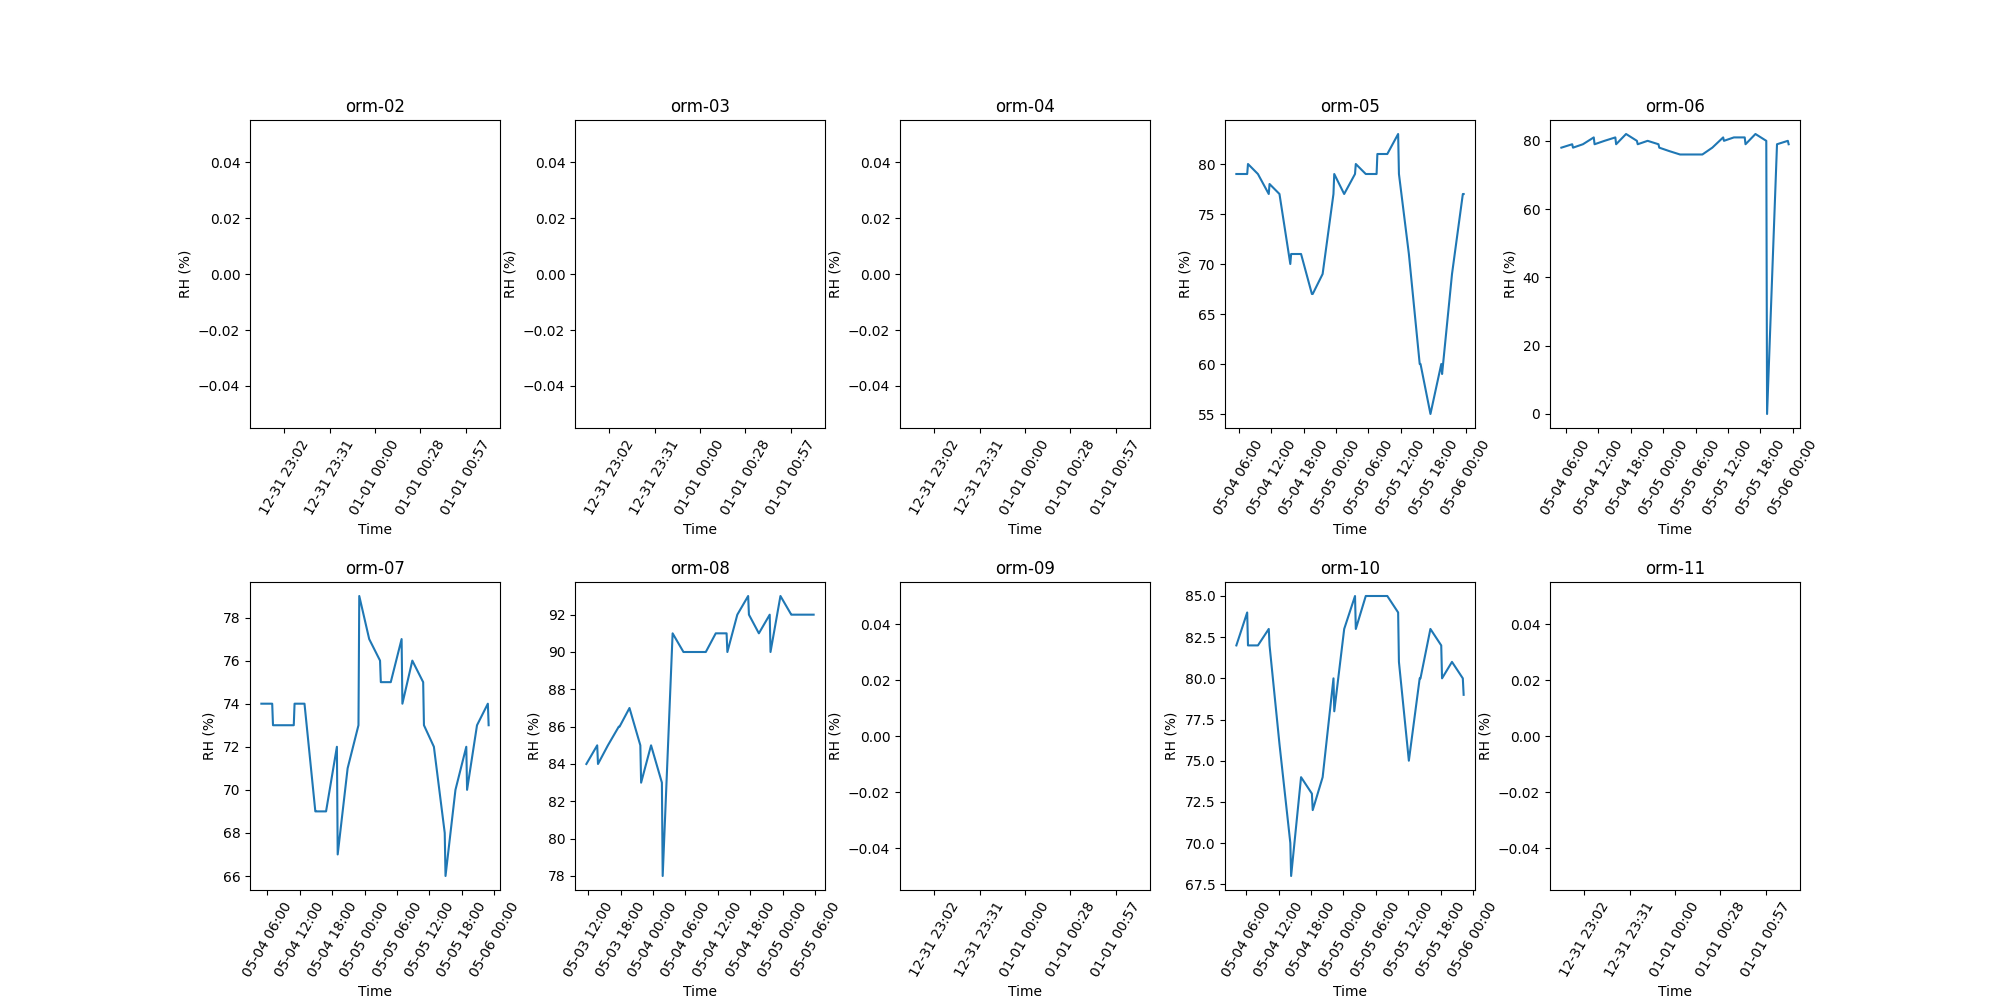 orm-02 orm-03 orm-04 orm-05 orm-06
RH (%) 0.04 0.02 0.00 −0.02 −0.04
12-31 23:02 12-31 23:31 01-01 00:00 01-01 00:28 01-01 00:57
Time
RH (%) 0.04 0.02 0.00 −0.02 −0.04
12-31 23:02 12-31 23:31 01-01 00:00 01-01 00:28 01-01 00:57
Time
RH (%) 0.04 0.02 0.00 −0.02 −0.04
12-31 23:02 12-31 23:31 01-01 00:00 01-01 00:28 01-01 00:57
Time
RH (%) 80 75 70 65 60 55
05-04 06:00 05-04 12:00 05-04 18:00 05-05 00:00 05-05 06:00 05-05 12:00 05-05 18:00 05-06 00:00
Time
RH (%) 80 60 40 20 0
05-04 06:00 05-04 12:00 05-04 18:00 05-05 00:00 05-05 06:00 05-05 12:00 05-05 18:00 05-06 00:00
Time
orm-07 orm-08 orm-09 orm-10 orm-11
RH (%) 78 76 74 72 70 68 66
05-04 06:00 05-04 12:00 05-04 18:00 05-05 00:00 05-05 06:00 05-05 12:00 05-05 18:00 05-06 00:00
Time
RH (%) 92 90 88 86 84 82 80 78
05-03 12:00 05-03 18:00 05-04 00:00 05-04 06:00 05-04 12:00 05-04 18:00 05-05 00:00 05-05 06:00
Time
RH (%) 0.04 0.02 0.00 −0.02 −0.04
12-31 23:02 12-31 23:31 01-01 00:00 01-01 00:28 01-01 00:57
Time
RH (%) 85.0 82.5 80.0 77.5 75.0 72.5 70.0 67.5
05-04 06:00 05-04 12:00 05-04 18:00 05-05 00:00 05-05 06:00 05-05 12:00 05-05 18:00 05-06 00:00
Time
RH (%) 0.04 0.02 0.00 −0.02 −0.04
12-31 23:02 12-31 23:31 01-01 00:00 01-01 00:28 01-01 00:57
Time